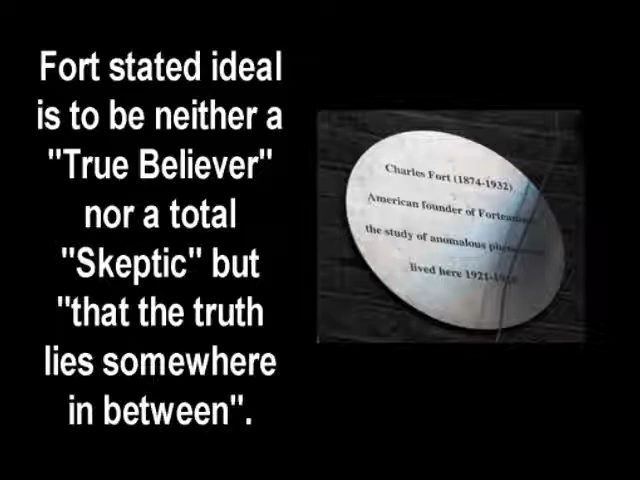 Fort stated ideal
is to be neither a
"True Believer"
nor a total
"Skeptic" but
"that the truth
lies somewhere
in between".
Charles Fort (1874-1932)
American founder of
the study of anomalous
lived here 1921-